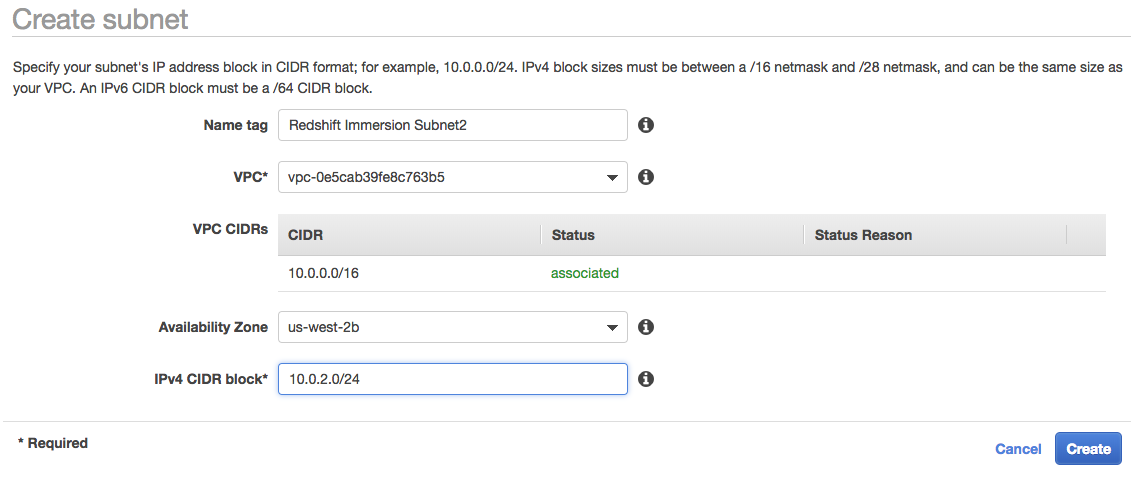 Create subnet
Specify your subnet's IP address block in CIDR format; for example, 10.0.0.0/24. IPv4 block sizes must be between a /16 netmask and /28 netmask, and can be the same size as
your VPC. An IPv6 CIDR block must be a /64 CIDR block.
Name tag Redshift Immersion Subnet2
VPC* vpc-0e5cab39fe8c763b5
VPC CIDRs CIDR Status Status Reason
10.0.0.0/16 associated
Availability Zone us-west-2b
IPv4 CIDR block* 10.0.2.0/24
* Required
Cancel Create